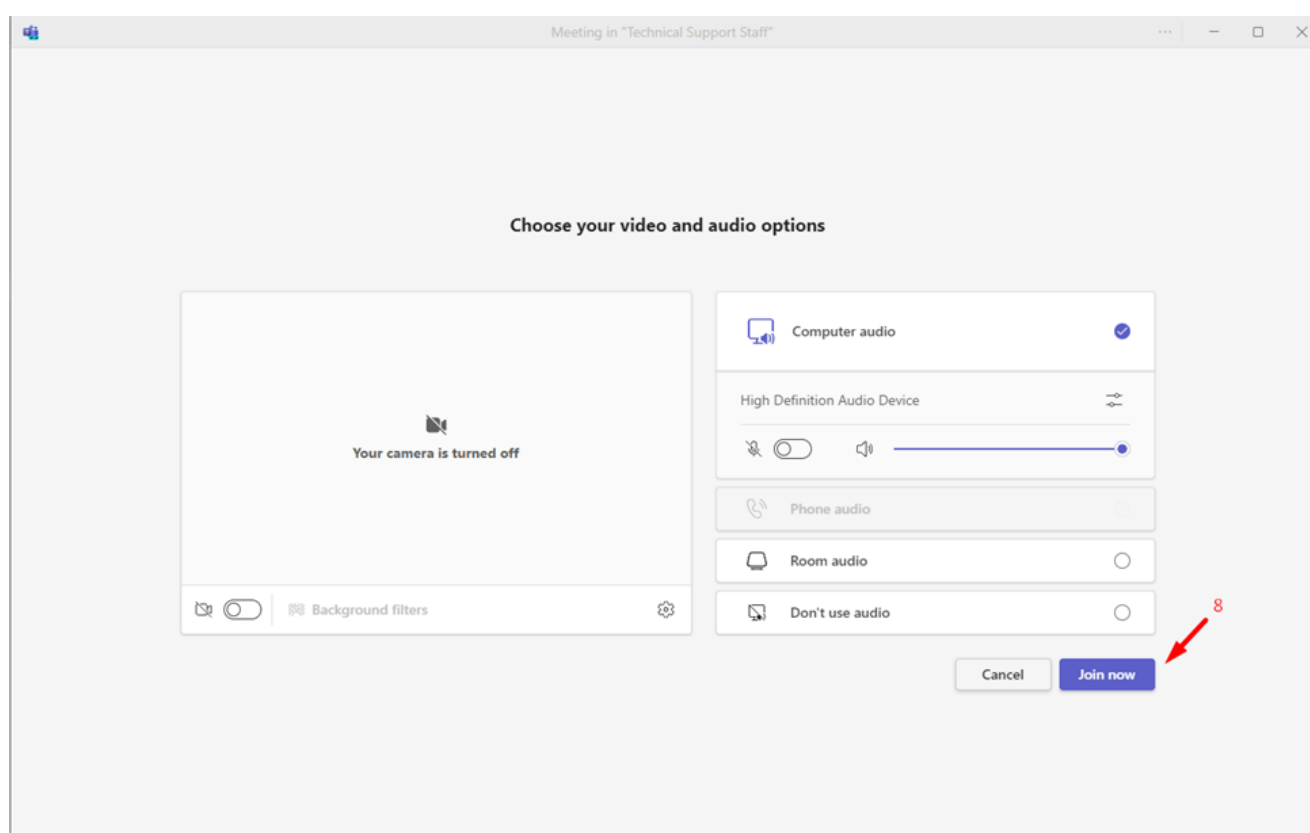 Meeting in "Technical Support Staff"
Choose your video and audio options
Your camera is turned off
Background filters
Computer audio
High Definition Audio Device
Phone audio
Room audio
Don't use audio
8
Cancel
Join now